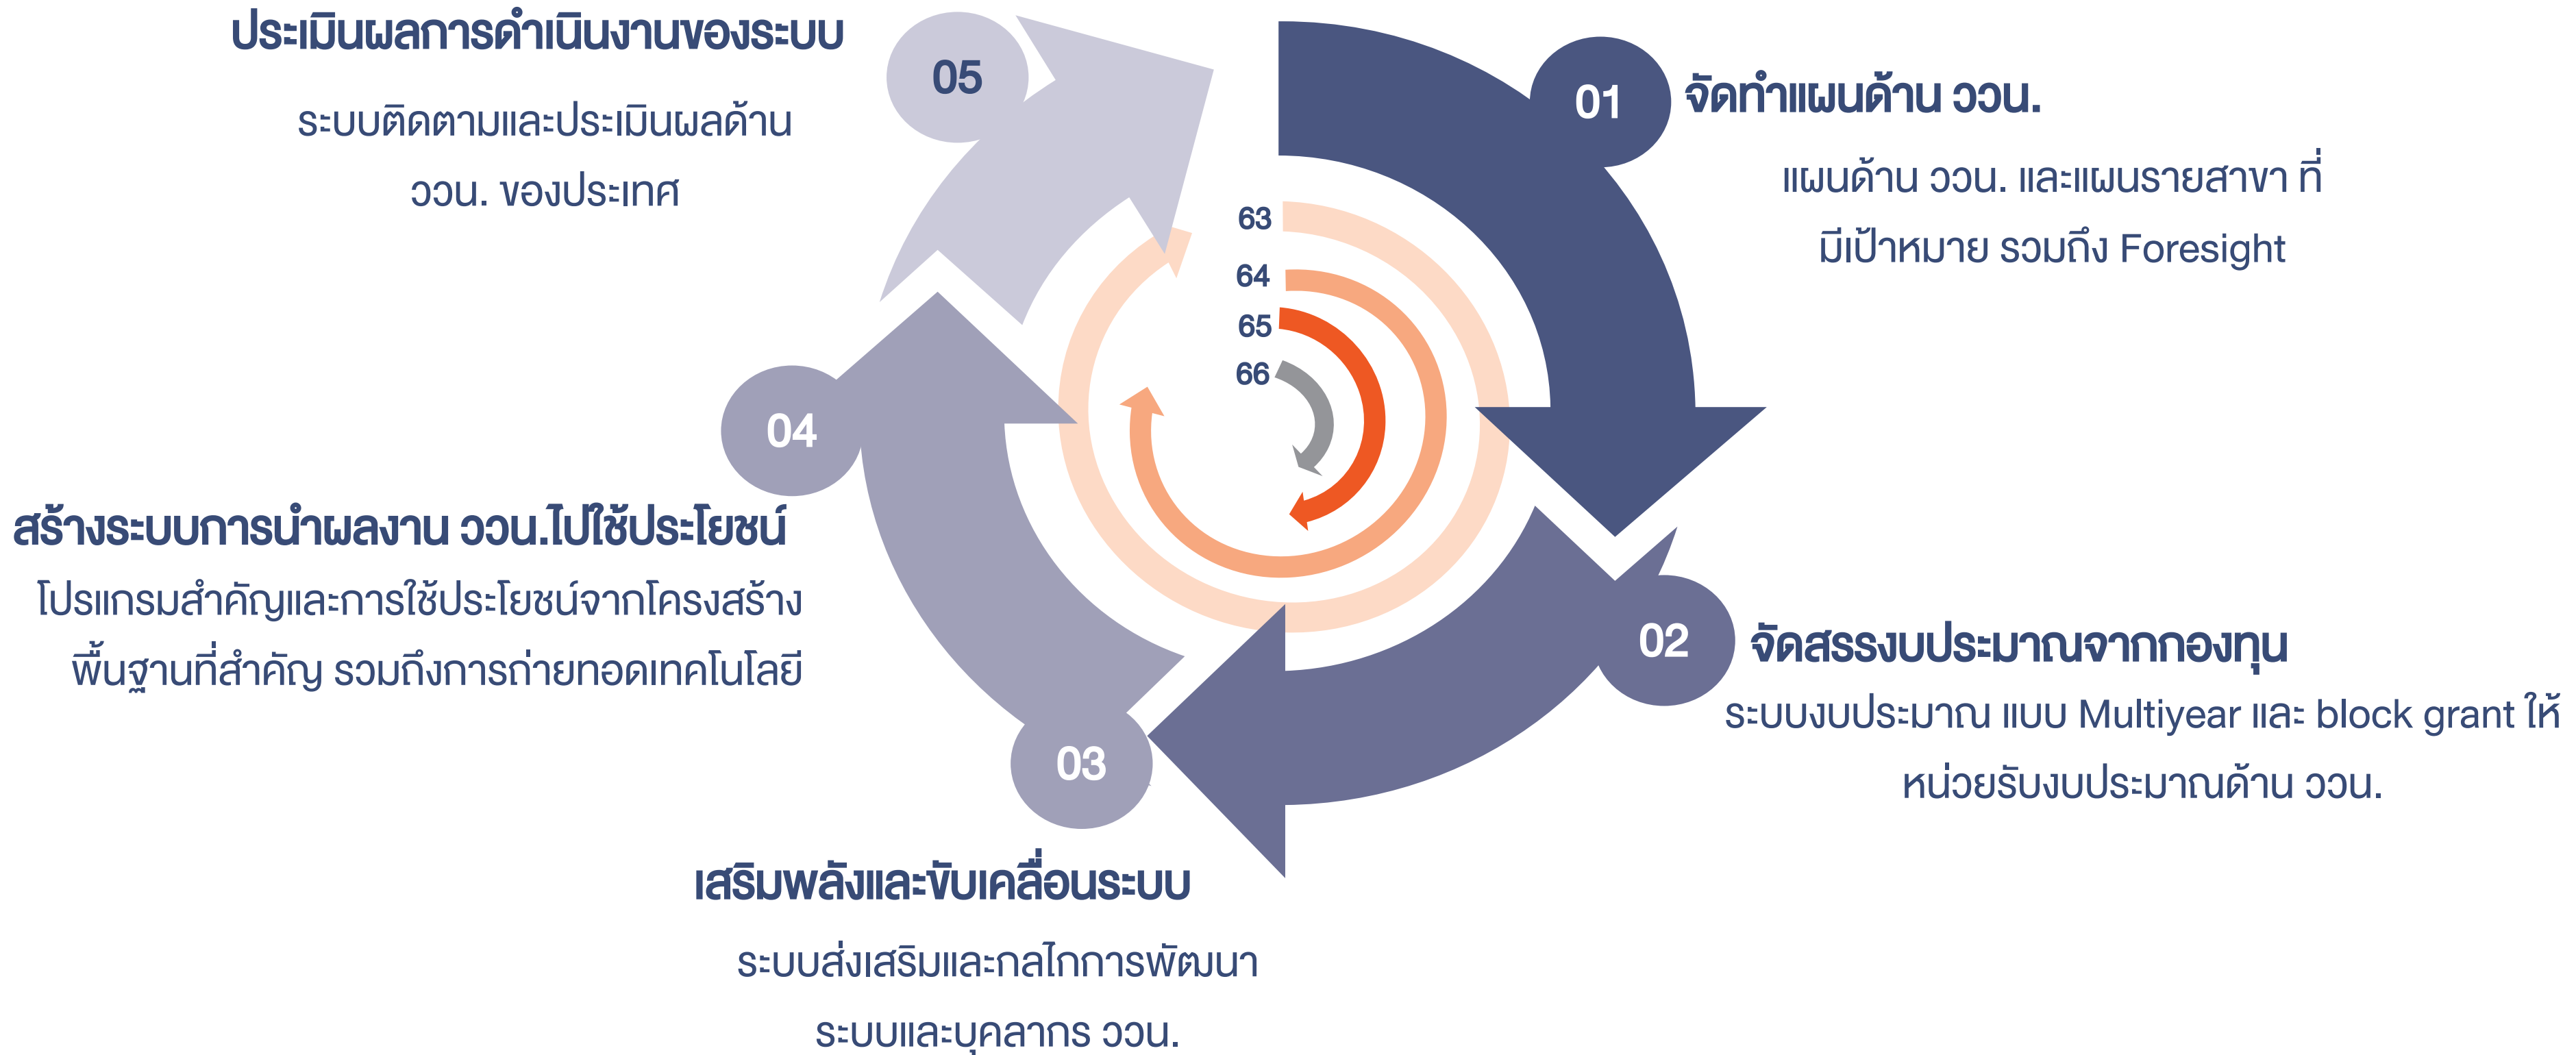 ประเมินผลการดำเนินงานของระบบ
ระบบติดตามและประเมินผลด้าน
ววน. ของประเทศ
05
01
จัดทำแผนด้าน ววน.
แผนด้าน ววน. และแผนรายสาขา ที่
มีเป้าหมาย รวมถึง Foresight
63
64
65
66
04
สร้างระบบการนำผลงาน ววน.ไปใช้ประโยชน์
โปรแกรมสำคัญและการใช้ประโยชน์จากโครงสร้าง
พื้นฐานที่สำคัญ รวมถึงการถ่ายทอดเทคโนโลยี
02
จัดสรรงบประมาณจากกองทุน
ระบบงบประมาณ แบบ Multiyear และ block grant ให้
หน่วยรับงบประมาณด้าน ววน.
03
เสริมพลังและขับเคลื่อนระบบ
ระบบส่งเสริมและกลไกการพัฒนา
ระบบและบุคลากร ววน.